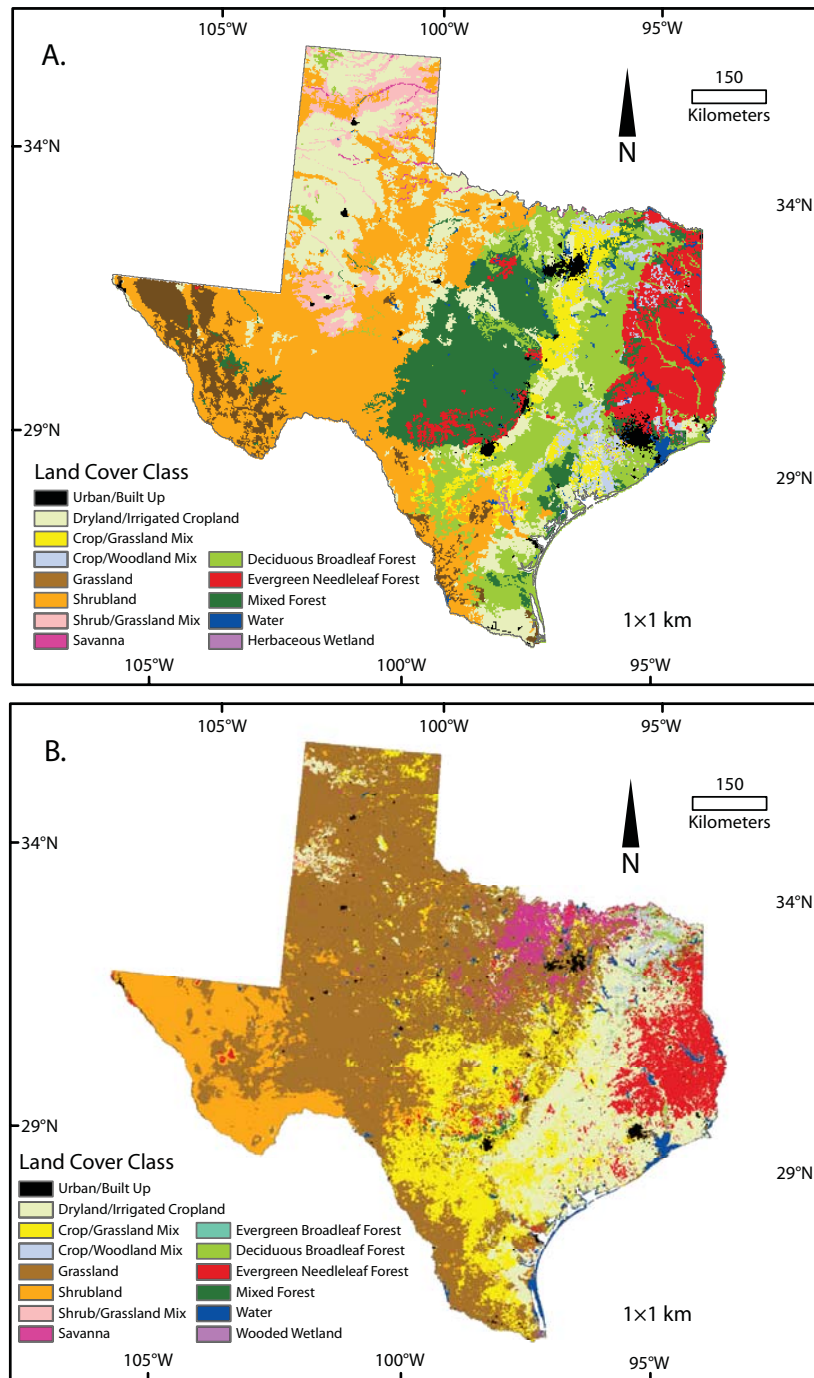 105°W 100°W 95°W
A.
150
Kilometers
N
34°N
34°N
29°N
29°N
Land Cover Class
Urban/Built Up
Dryland/Irrigated Cropland
Crop/Grassland Mix
Crop/Woodland Mix
Grassland
Shrubland
Shrub/Grassland Mix
Savanna
Deciduous Broadleaf Forest
Evergreen Needleleaf Forest
Mixed Forest
Water
Herbaceous Wetland
1×1 km
105°W 100°W 95°W
105°W 100°W 95°W
B.
150
Kilometers
N
34°N
34°N
29°N
29°N
Land Cover Class
Urban/Built Up
Dryland/Irrigated Cropland
Crop/Grassland Mix
Crop/Woodland Mix
Grassland
Shrubland
Shrub/Grassland Mix
Savanna
Evergreen Broadleaf Forest
Deciduous Broadleaf Forest
Evergreen Needleleaf Forest
Mixed Forest
Water
Wooded Wetland
1×1 km
105°W 100°W 95°W